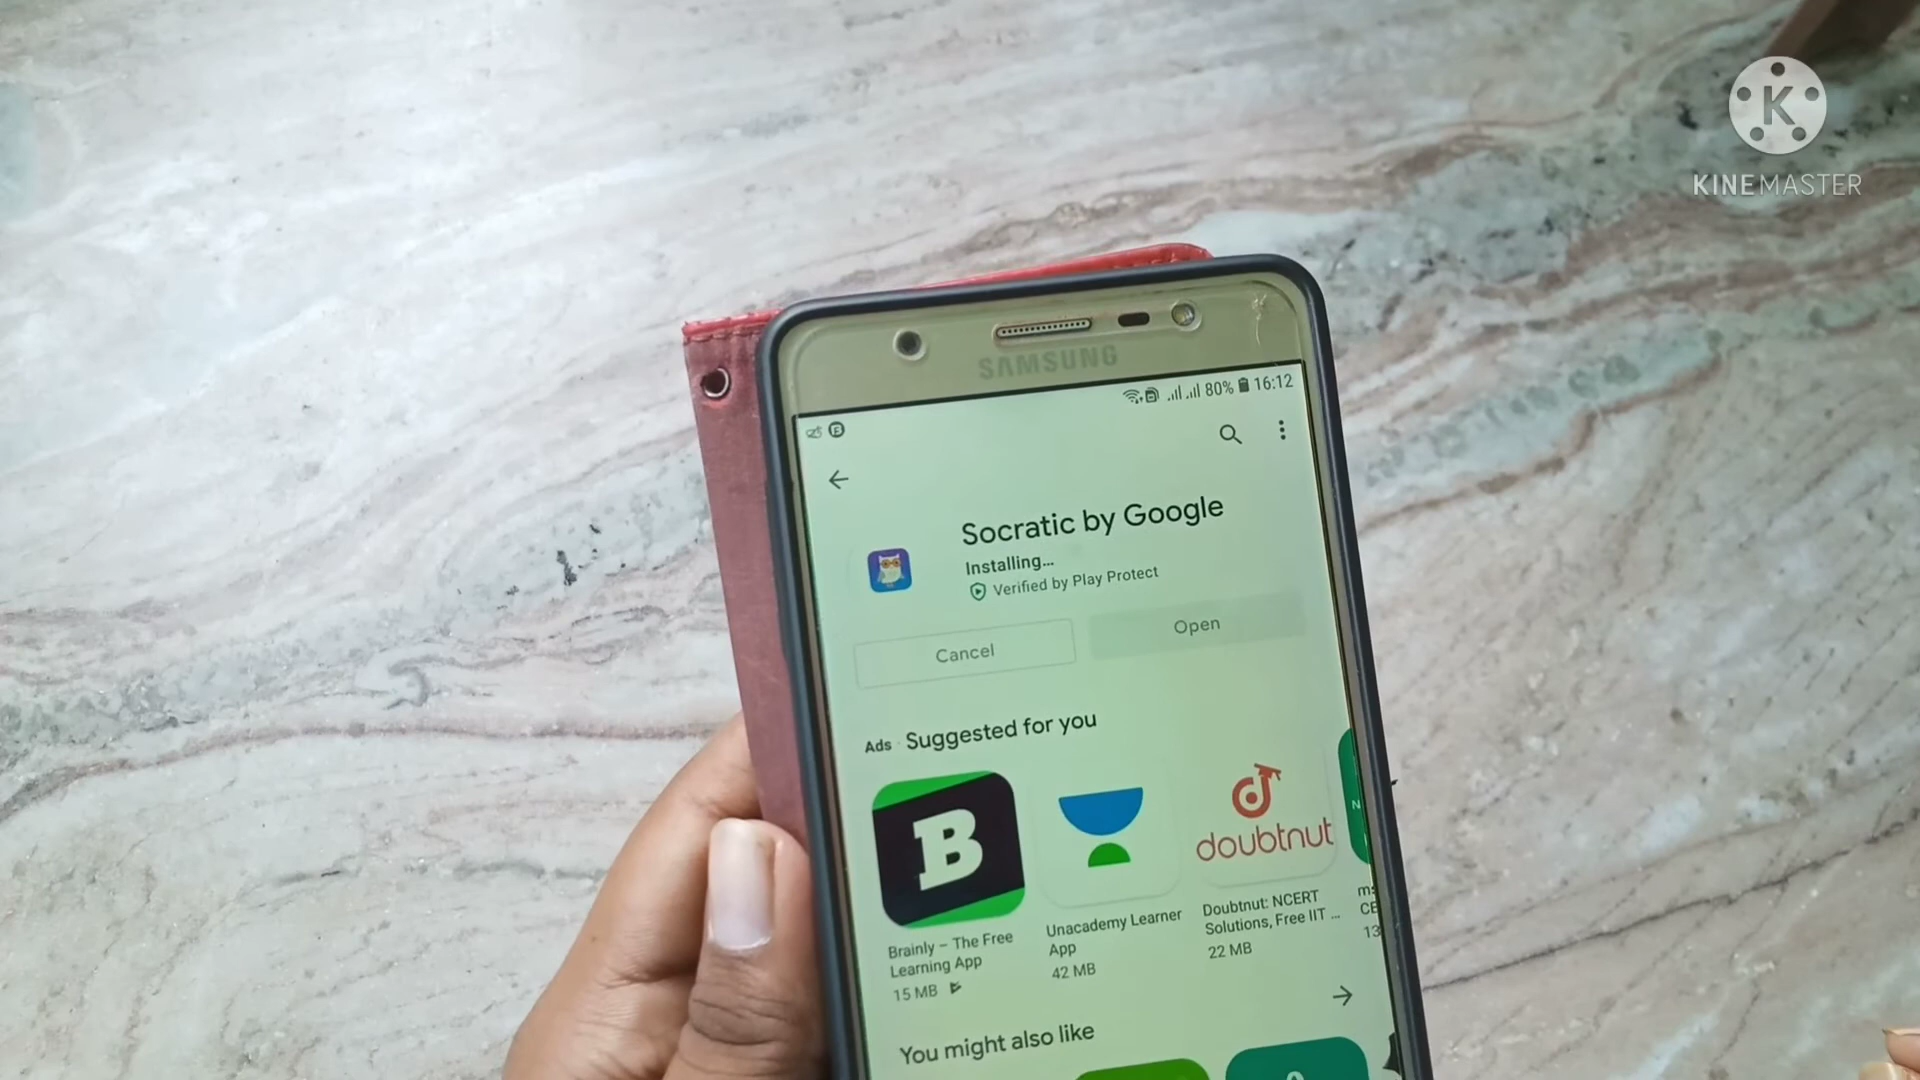 K
KINEMASTER
SAMSUNG
80% 16:12
Socratic by Google
Installing...
Verified by Play Protect
Cancel
Open
Ads · Suggested for you
B
doubtnut
Brainly – The Free
Learning App
15 MB
Unacademy Learner
App
42 MB
Doubtnut: NCERT
Solutions, Free IIT ...
22 MB
You might also like